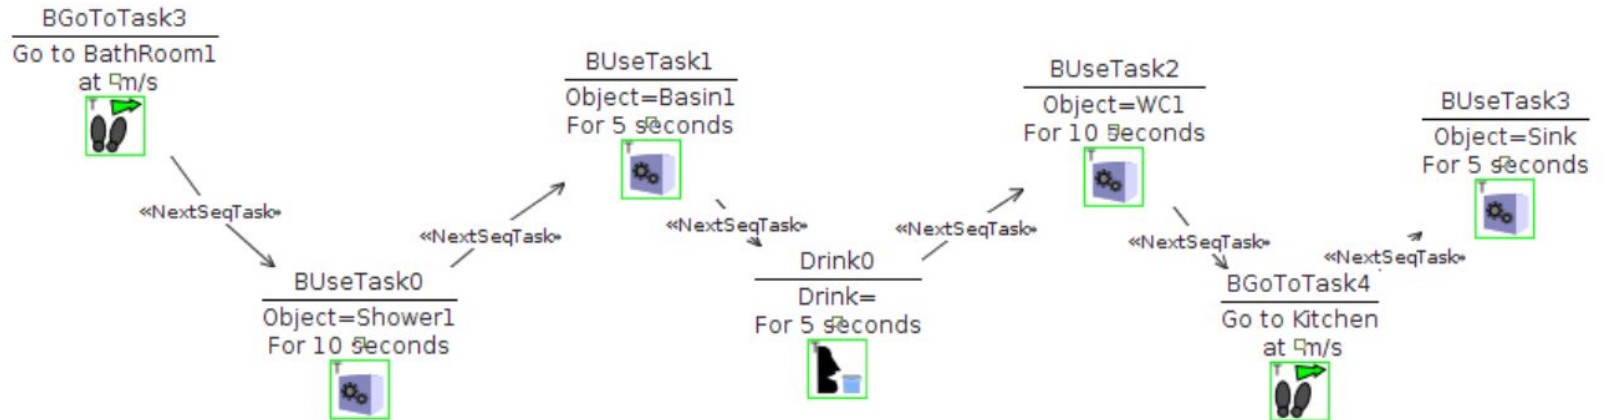 BGoToTask3
Go to BathRoom1
at m/s
«NextSeqTask»
BUseTask0
Object=Shower1
For 10 seconds
«NextSeqTask»
BUseTask1
Object=Basin1
For 5 seconds
«NextSeqTask»
Drink0
Drink=
For 5 seconds
«NextSeqTask»
BUseTask2
Object=WC1
For 10 seconds
«NextSeqTask»
BGoToTask4
Go to Kitchen
at m/s
«NextSeqTask»
BUseTask3
Object=Sink
For 5 seconds